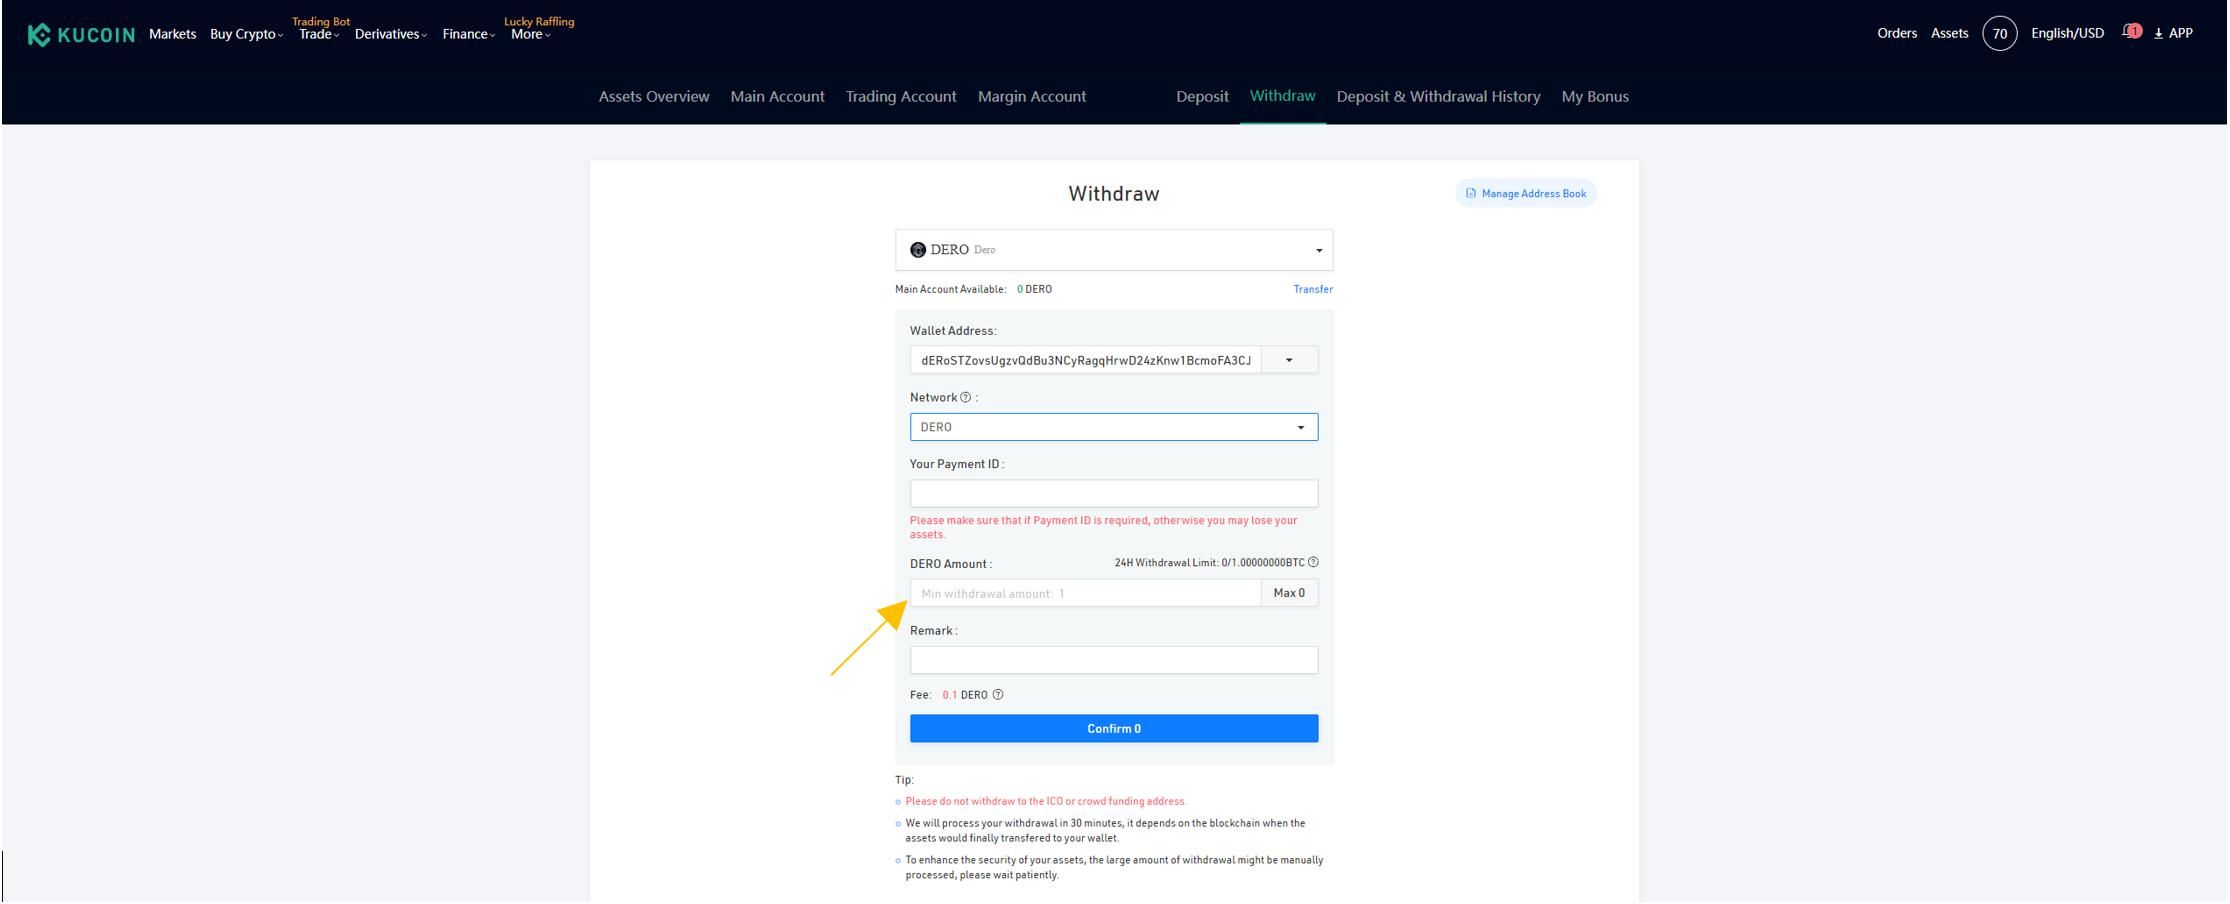 Trading Bot
Lucky Raffling
KUCOIN Markets Buy Crypto Trade Derivatives Finance More
Orders Assets 70 English/USD 1 APP
Assets Overview Main Account Trading Account Margin Account Deposit Withdraw Deposit & Withdrawal History My Bonus
Withdraw
Manage Address Book
DERO Dero
Main Account Available: 0 DERO Transfer
Wallet Address:
dERoSTZovsUgzvQdBu3NCyRagqHrwD24zKnw1BcmoFA3CJ
Network ? :
DERO
Your Payment ID :
Please make sure that if Payment ID is required, otherwise you may lose your
assets.
DERO Amount : 24H Withdrawal Limit: 0/1.00000000BTC ?
Min withdrawal amount: 1 Max 0
Remark :
Fee: 0.1 DERO ?
Confirm 0
Tip:
Please do not withdraw to the ICO or crowd funding address.
We will process your withdrawal in 30 minutes, it depends on the blockchain when the
assets would finally transfered to your wallet.
To enhance the security of your assets, the large amount of withdrawal might be manually
processed, please wait patiently.